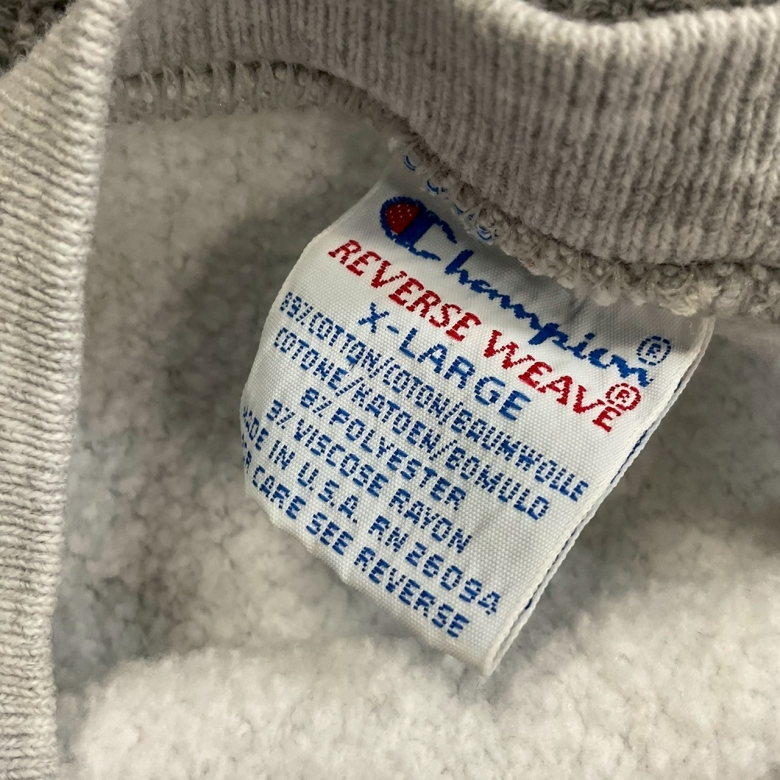 Champion®
REVERSE WEAVE®
X-LARGE
89% COTTON/COTON/BAUMWOLLE
COTONE/KATOEN/BOMULD
8% POLYESTER
3% VISCOSE RAYON
MADE IN U.S.A. RN 26094
FOR CARE SEE REVERSE